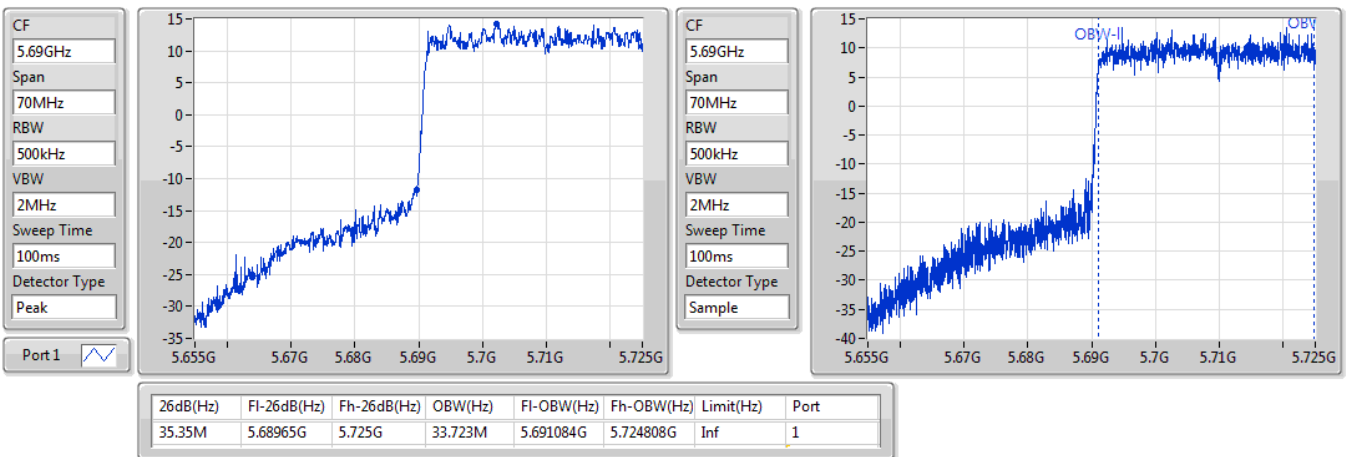 CF
5.69GHz
Span
70MHz
RBW
500kHz
VBW
2MHz
Sweep Time
100ms
Detector Type
Peak
Port 1
15
10
5
0
-5
-10
-15
-20
-25
-30
-35
5.655G 5.67G 5.68G 5.69G 5.7G 5.71G 5.725G
CF
5.69GHz
Span
70MHz
RBW
500kHz
VBW
2MHz
Sweep Time
100ms
Detector Type
Sample
15
10
5
0
-5
-10
-15
-20
-25
-30
-35
-40
OBW-
OBV
5.655G 5.67G 5.68G 5.69G 5.7G 5.71G 5.725G
26dB(Hz) Fl-26dB(Hz) Fh-26dB(Hz) OBW(Hz) Fl-OBW(Hz) Fh-OBW(Hz) Limit(Hz) Port
35.35M 5.68965G 5.725G 33.723M 5.691084G 5.724808G Inf 1